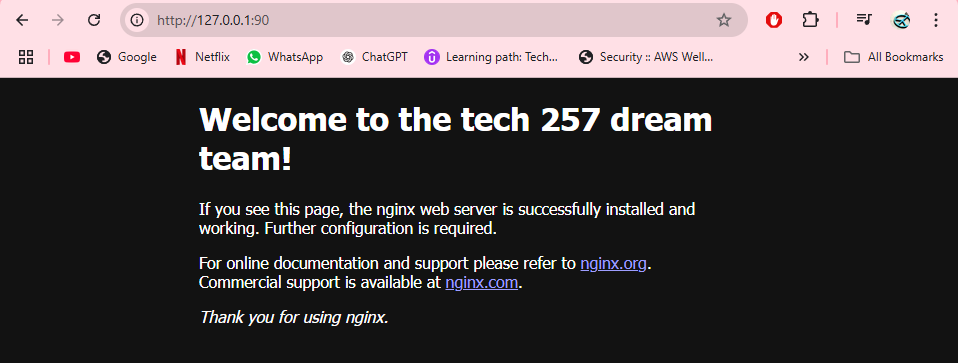 http://127.0.0.1:90
Google
Netflix
WhatsApp
ChatGPT
Learning path: Tech...
Security :: AWS Well...
»
All Bookmarks
Welcome to the tech 257 dream
team!
If you see this page, the nginx web server is successfully installed and
working. Further configuration is required.
For online documentation and support please refer to nginx.org.
Commercial support is available at nginx.com.
Thank you for using nginx.